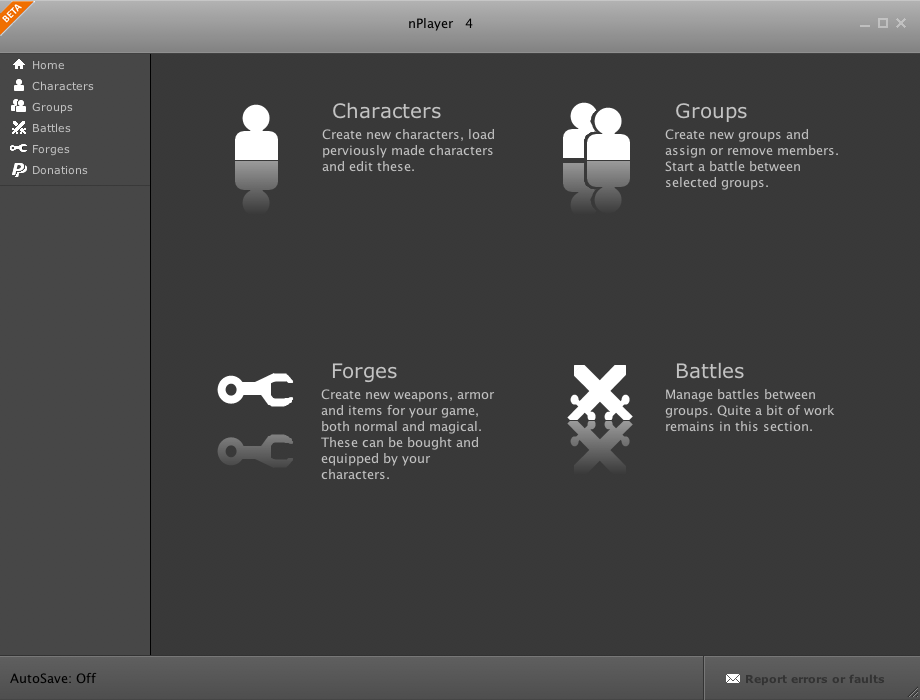 BETA
nPlayer 4
Home
Characters
Groups
Battles
Forges
Donations
Characters
Create new characters, load
perviously made characters
and edit these.
Groups
Create new groups and
assign or remove members.
Start a battle between
selected groups.
Forges
Create new weapons, armor
and items for your game,
both normal and magical.
These can be bought and
equipped by your
characters.
Battles
Manage battles between
groups. Quite a bit of work
remains in this section.
AutoSave: Off
Report errors or faults